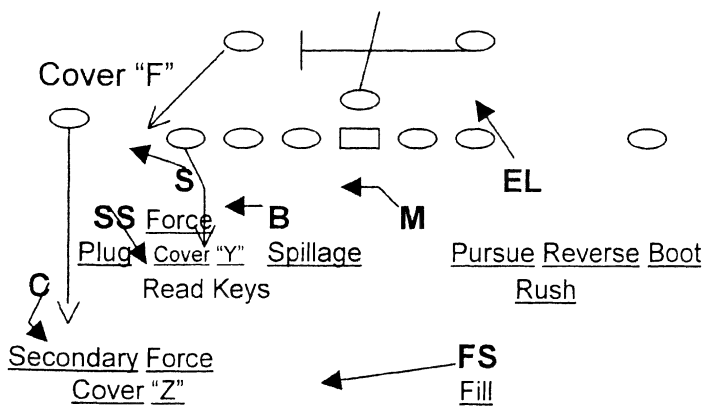 Cover “F”
S
EL
SS Force
B
M
Plug Cover “Y” Spillage
Pursue Reverse Boot
Read Keys
Rush
C
Secondary Force
FS
Cover “Z”
Fill